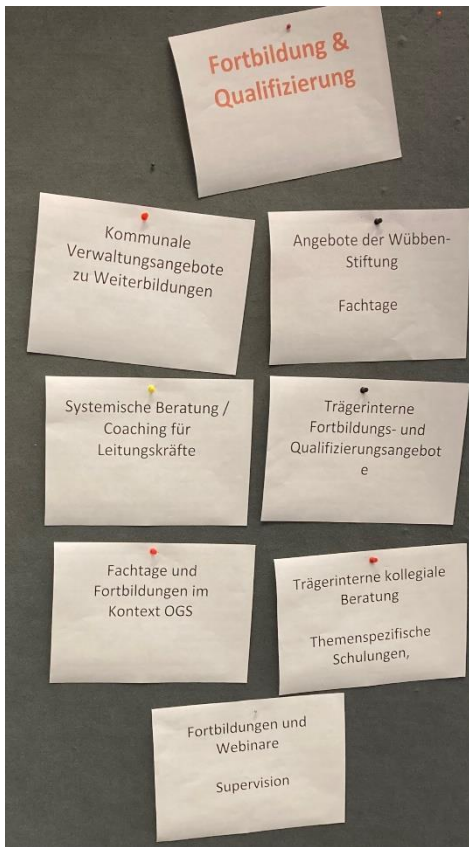 Fortbildung &
Qualifizierung
Kommunale
Verwaltungsangebote
zu Weiterbildungen
Angebote der Wübben-
Stiftung
Fachtage
Systemische Beratung /
Coaching für
Leitungskräfte
Trägerinterne
Fortbildungs- und
Qualifizierungsangebot
e
Fachtage und
Fortbildungen im
Kontext OGS
Trägerinterne kollegiale
Beratung
Themenspezifische
Schulungen,
Fortbildungen und
Webinare
Supervision